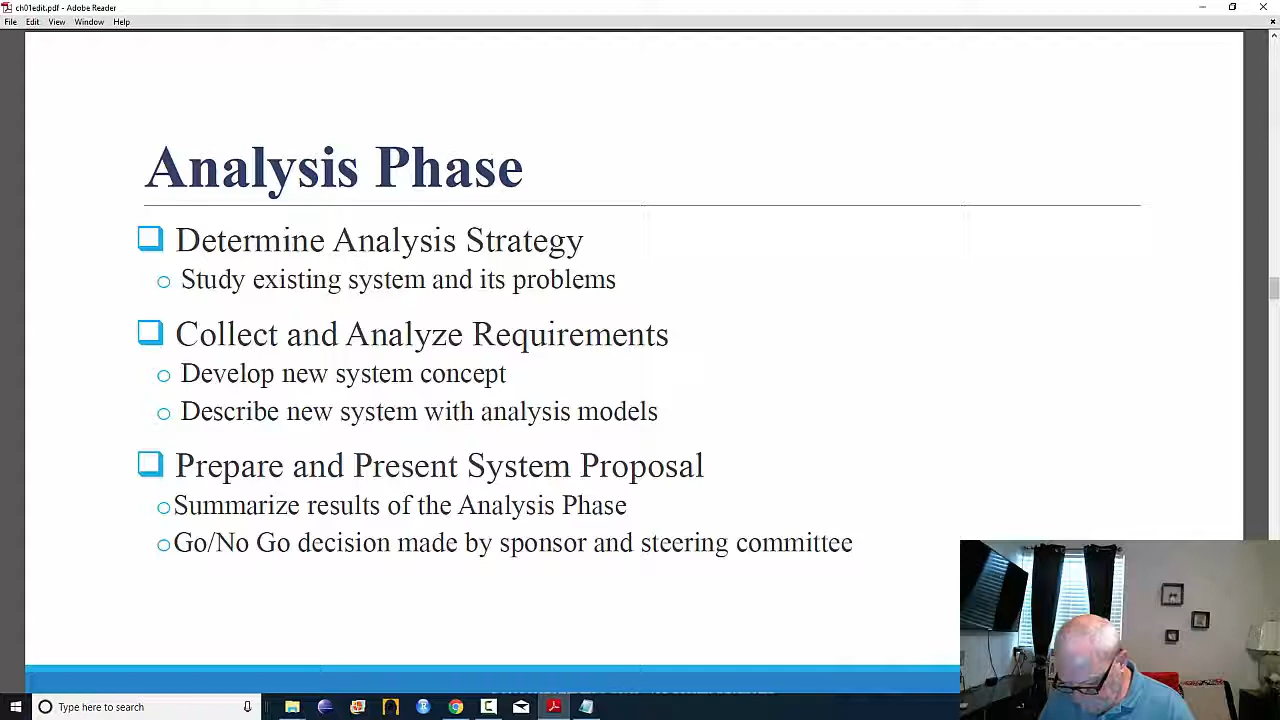 ch01edit.pdf - Adobe Reader
File Edit View Window Help
Analysis Phase
Determine Analysis Strategy
Study existing system and its problems
Collect and Analyze Requirements
Develop new system concept
Describe new system with analysis models
Prepare and Present System Proposal
Summarize results of the Analysis Phase
Go/No Go decision made by sponsor and steering committee
Type here to search